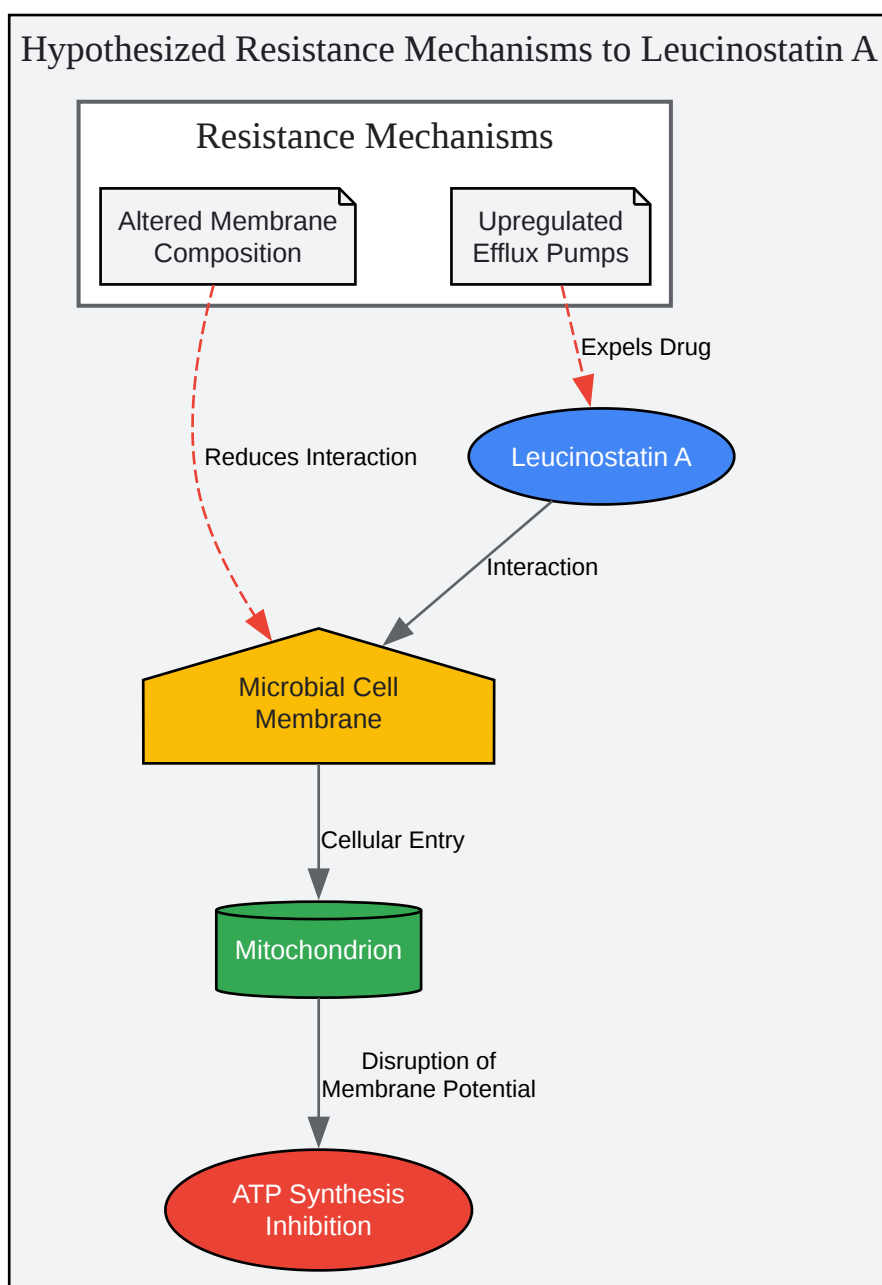 Hypothesized Resistance Mechanisms to Leucinostatin A
Resistance Mechanisms
Altered Membrane
Composition
Upregulated
Efflux Pumps
Expels Drug
Leucinostatin A
Reduces Interaction
Interaction
Microbial Cell
Membrane
Cellular Entry
Mitochondrion
Disruption of
Membrane Potential
ATP Synthesis
Inhibition